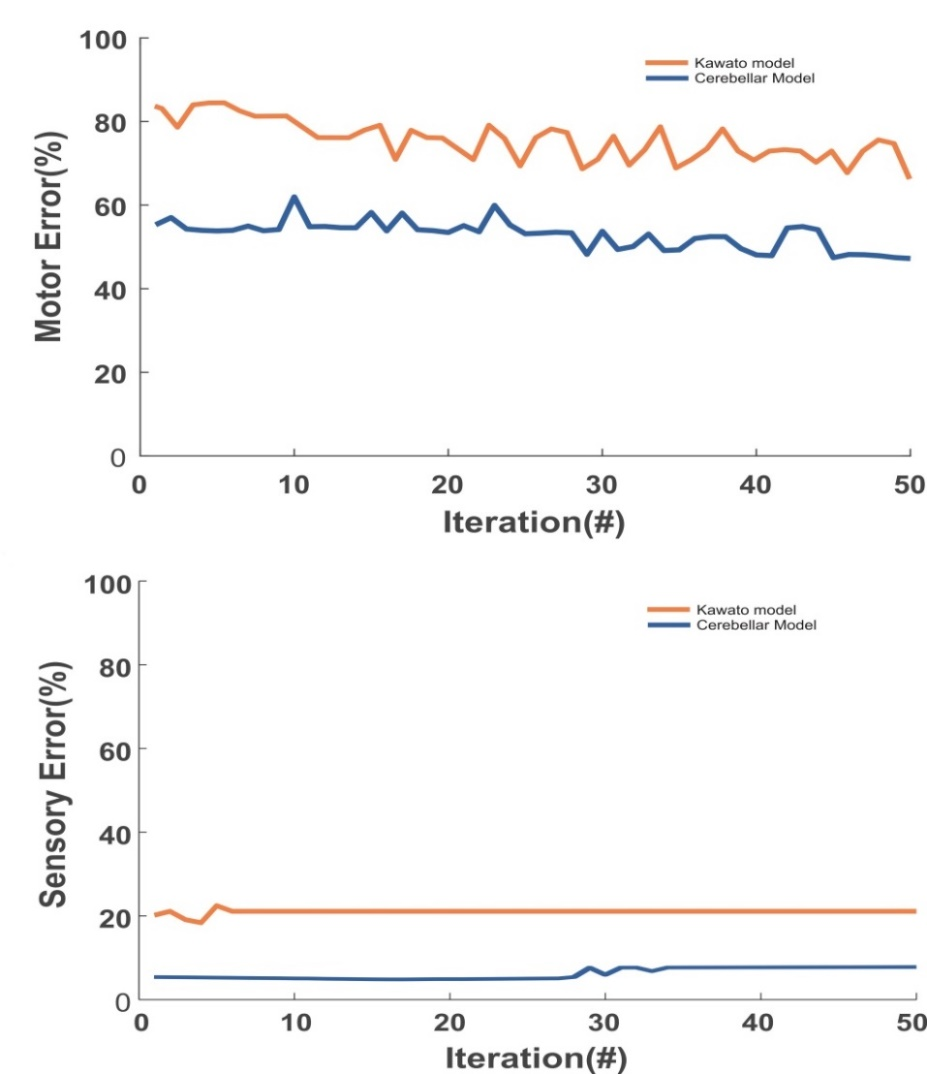 100
80
60
40
20
0
Motor Error(%)
Kawato model
Cerebellar Model
0 10 20 30 40 50
Iteration(#)
100
80
60
40
20
0
Sensory Error(%)
Kawato model
Cerebellar Model
0 10 20 30 40 50
Iteration(#)